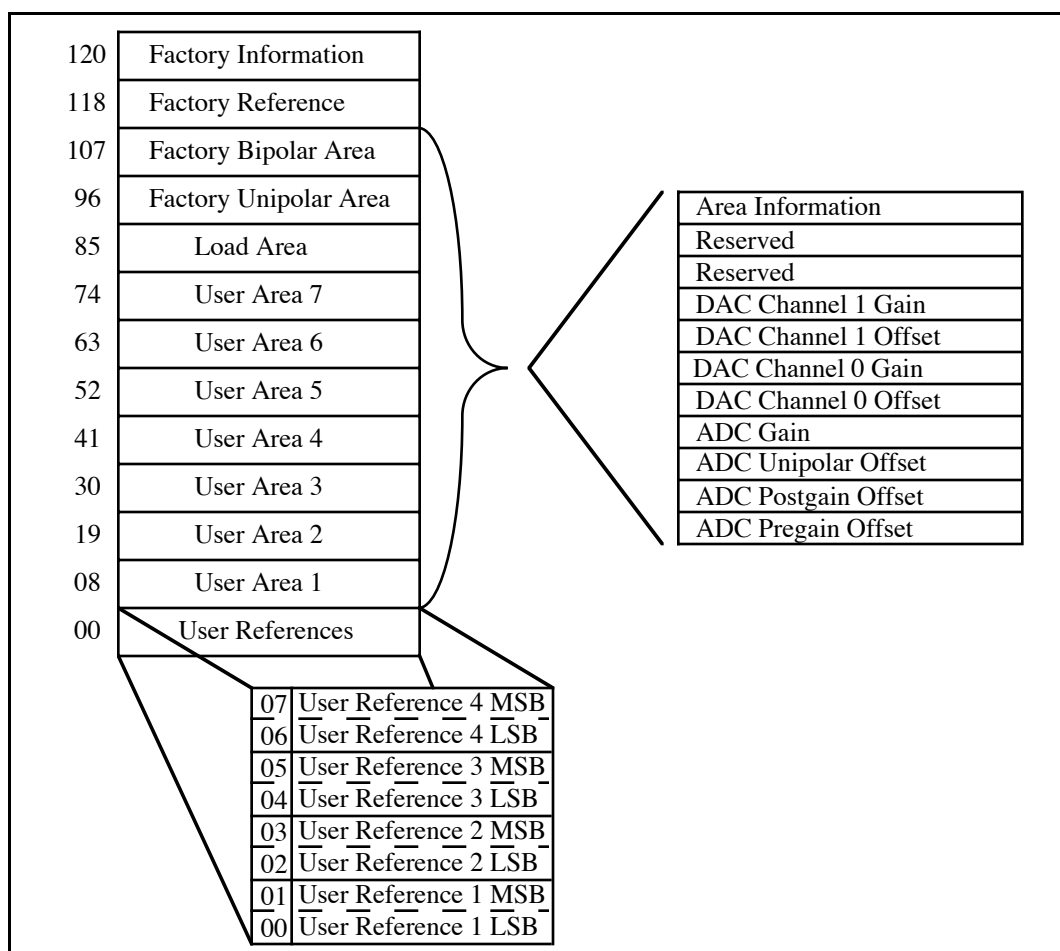 120 Factory Information
118 Factory Reference
107 Factory Bipolar Area
96 Factory Unipolar Area
85 Load Area
74 User Area 7
63 User Area 6
52 User Area 5
41 User Area 4
30 User Area 3
19 User Area 2
08 User Area 1
00 User References
Area Information
Reserved
Reserved
DAC Channel 1 Gain
DAC Channel 1 Offset
DAC Channel 0 Gain
DAC Channel 0 Offset
ADC Gain
ADC Unipolar Offset
ADC Postgain Offset
ADC Pregain Offset
07 User Reference 4 MSB
06 User Reference 4 LSB
05 User Reference 3 MSB
04 User Reference 3 LSB
03 User Reference 2 MSB
02 User Reference 2 LSB
01 User Reference 1 MSB
00 User Reference 1 LSB